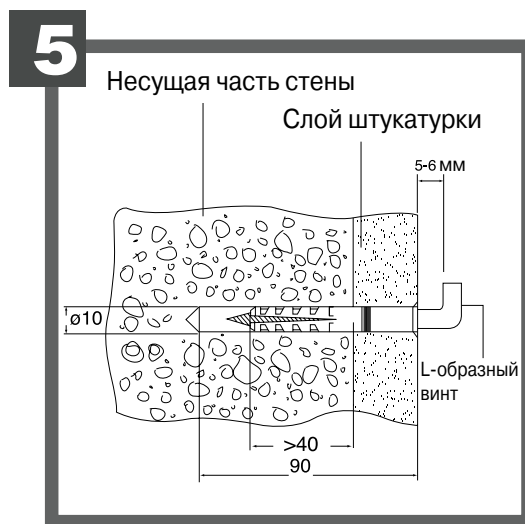 5
Несущая часть стены
Слой штукатурки
5-6 мм
ø10
L-образный
винт
>40
90